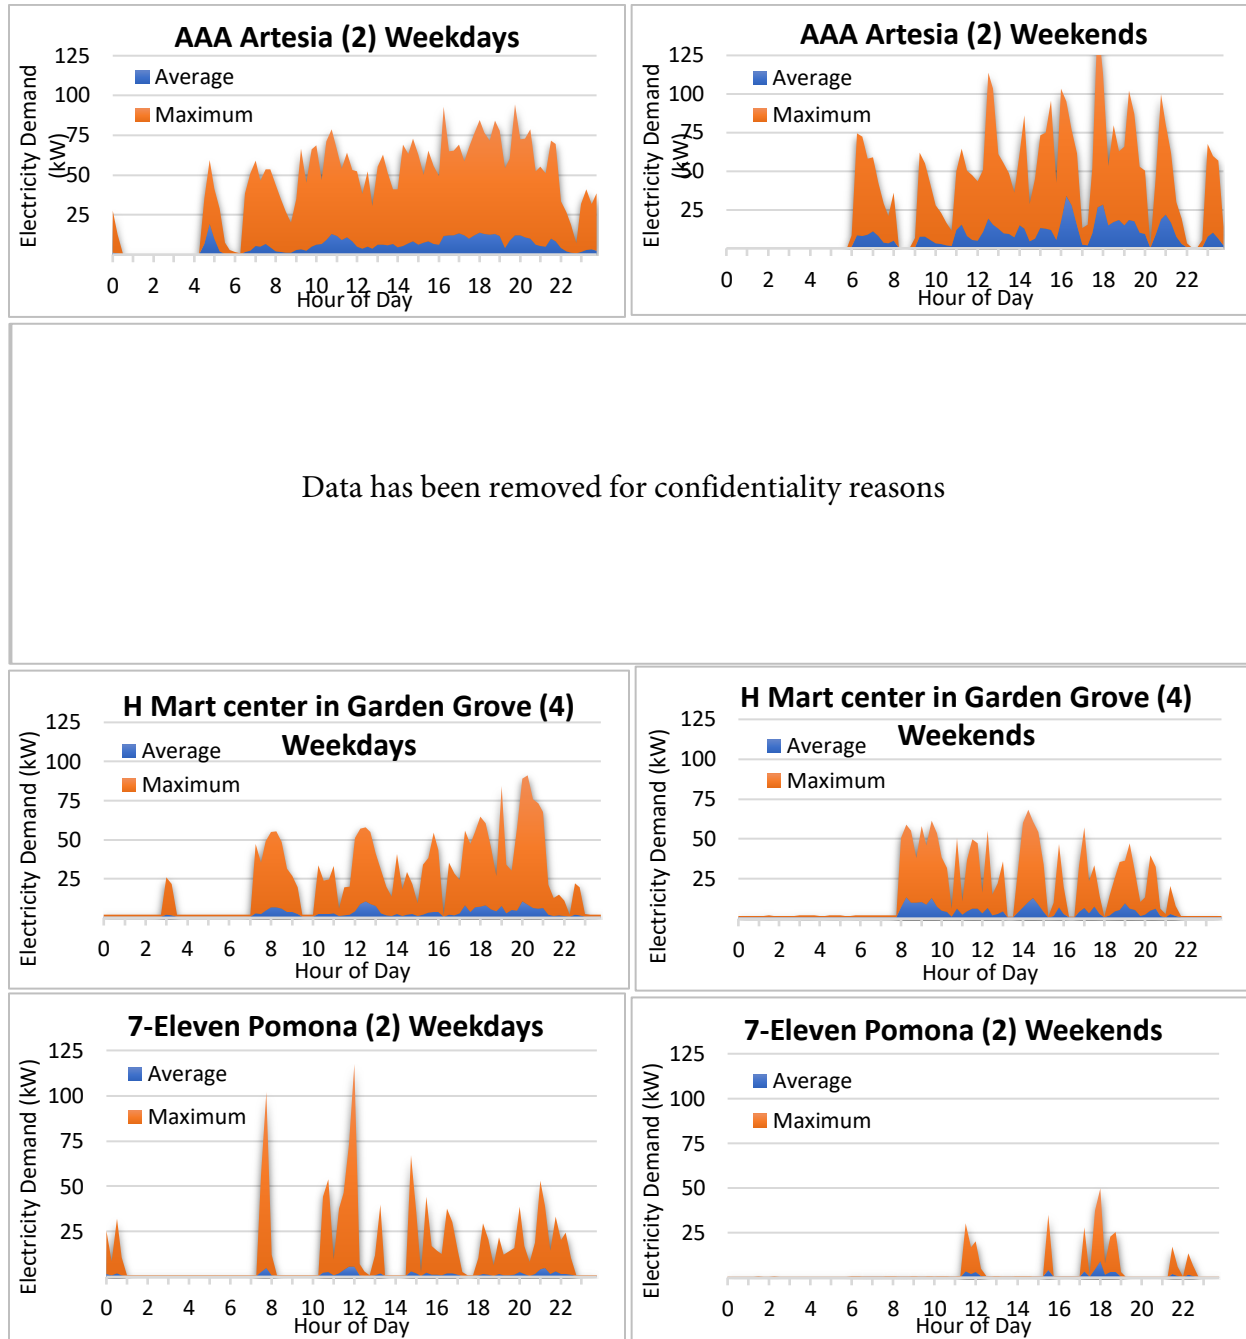 AAA Artesia (2) Weekdays
125
100
75
50
25
Electricity Demand
(kW)
Average
Maximum
0 2 4 6 8 10 12 14 16 18 20 22
Hour of Day
AAA Artesia (2) Weekends
125
100
75
50
25
Electricity Demand
(kW)
Average
Maximum
0 2 4 6 8 10 12 14 16 18 20 22
Hour of Day
Data has been removed for confidentiality reasons
H Mart center in Garden Grove (4)
Weekdays
125
100
75
50
25
Electricity Demand (kW)
Average
Maximum
0 2 4 6 8 10 12 14 16 18 20 22
Hour of Day
H Mart center in Garden Grove (4)
Weekends
125
100
75
50
25
Electricity Demand (kW)
Average
Maximum
0 2 4 6 8 10 12 14 16 18 20 22
Hour of Day
7-Eleven Pomona (2) Weekdays
125
100
75
50
25
Electricity Demand (kW)
Average
Maximum
0 2 4 6 8 10 12 14 16 18 20 22
Hour of Day
7-Eleven Pomona (2) Weekends
125
100
75
50
25
Electricity Demand (kW)
Average
Maximum
0 2 4 6 8 10 12 14 16 18 20 22
Hour of Day